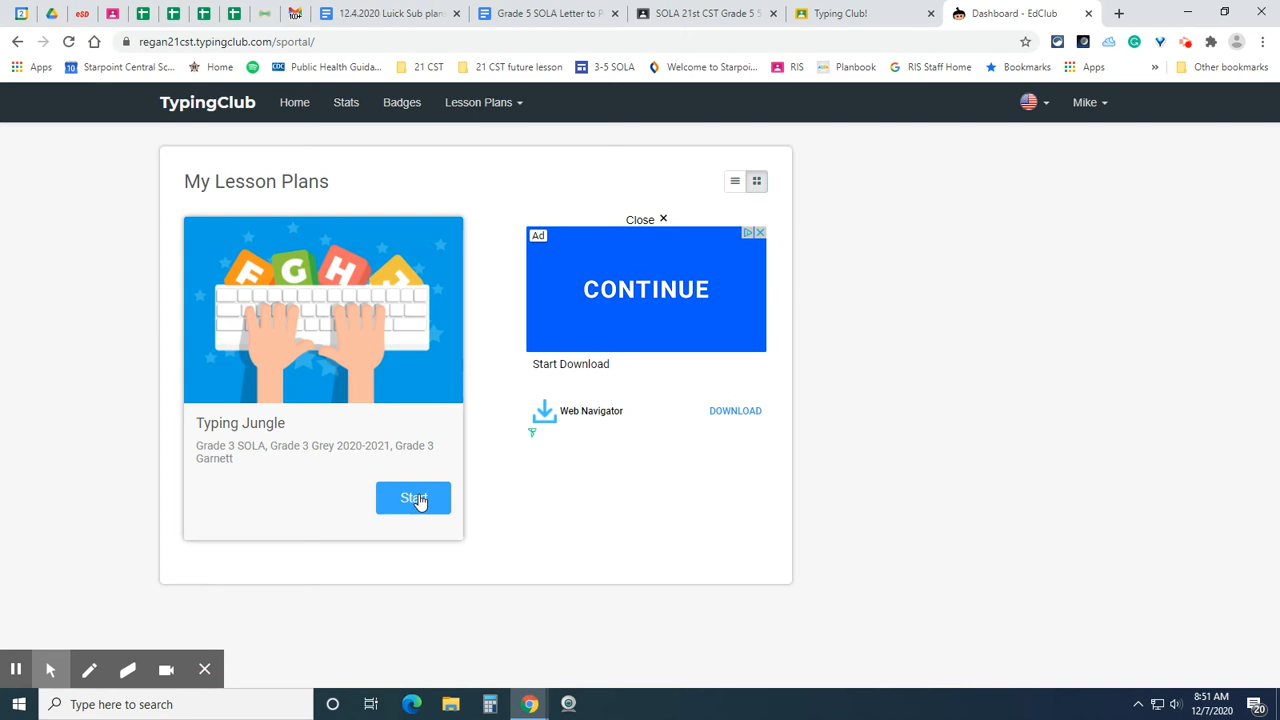 12.4.2020 Luick Sub plan
Grade 5 SOLA Letter to P
SOLA 21st CST Grades 3-5
Typing Club!
Dashboard - EdClub
regan21cst.typingclub.com/sportal/
Apps
Starpoint Central Sc...
Home
Public Health Guida...
21 CST
21 CST future lesson
3-5 SOLA
Welcome to Starpoi...
RIS
Planbook
RIS Staff Home
Bookmarks
Apps
Other bookmarks
TypingClub
Home
Stats
Badges
Lesson Plans
Mike
My Lesson Plans
F G H J
Typing Jungle
Grade 3 SOLA, Grade 3 Grey 2020-2021, Grade 3
Garnett
Start
Close
Ad
CONTINUE
Start Download
Web Navigator
DOWNLOAD
Type here to search
8:51 AM
12/7/2020
20